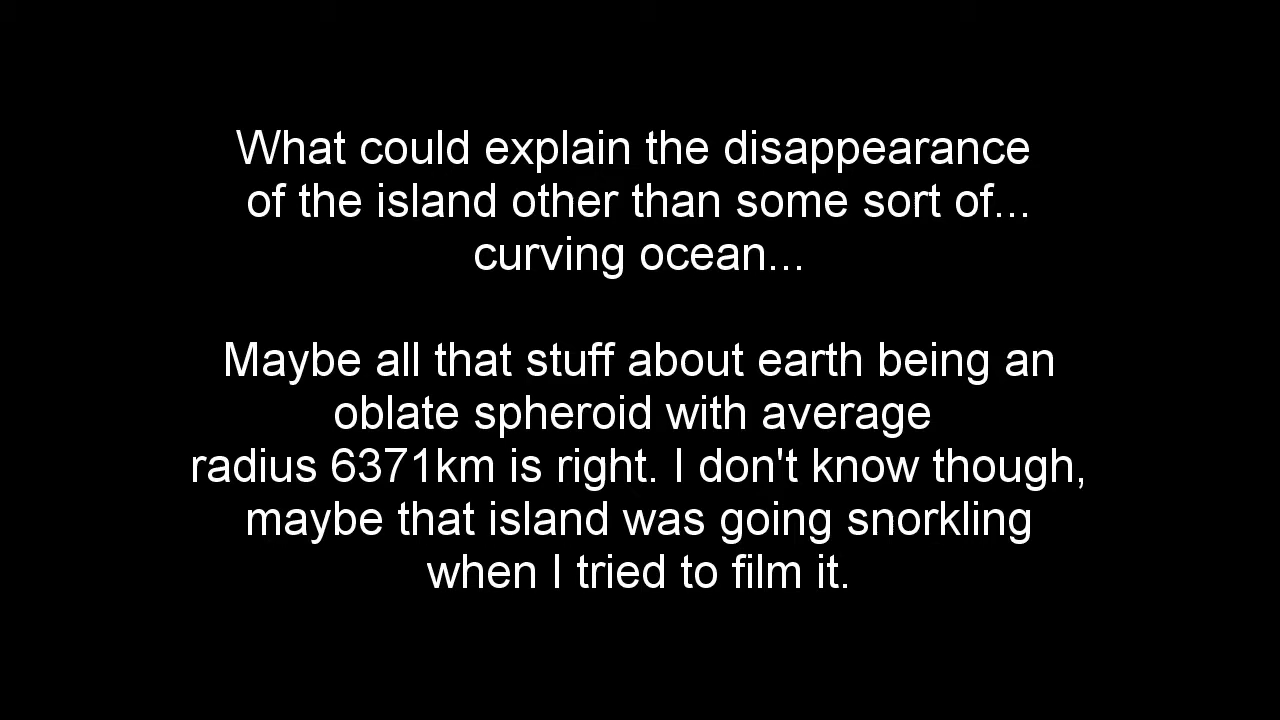 What could explain the disappearance
of the island other than some sort of...
curving ocean...
Maybe all that stuff about earth being an
oblate spheroid with average
radius 6371km is right. I don't know though,
maybe that island was going snorkling
when I tried to film it.